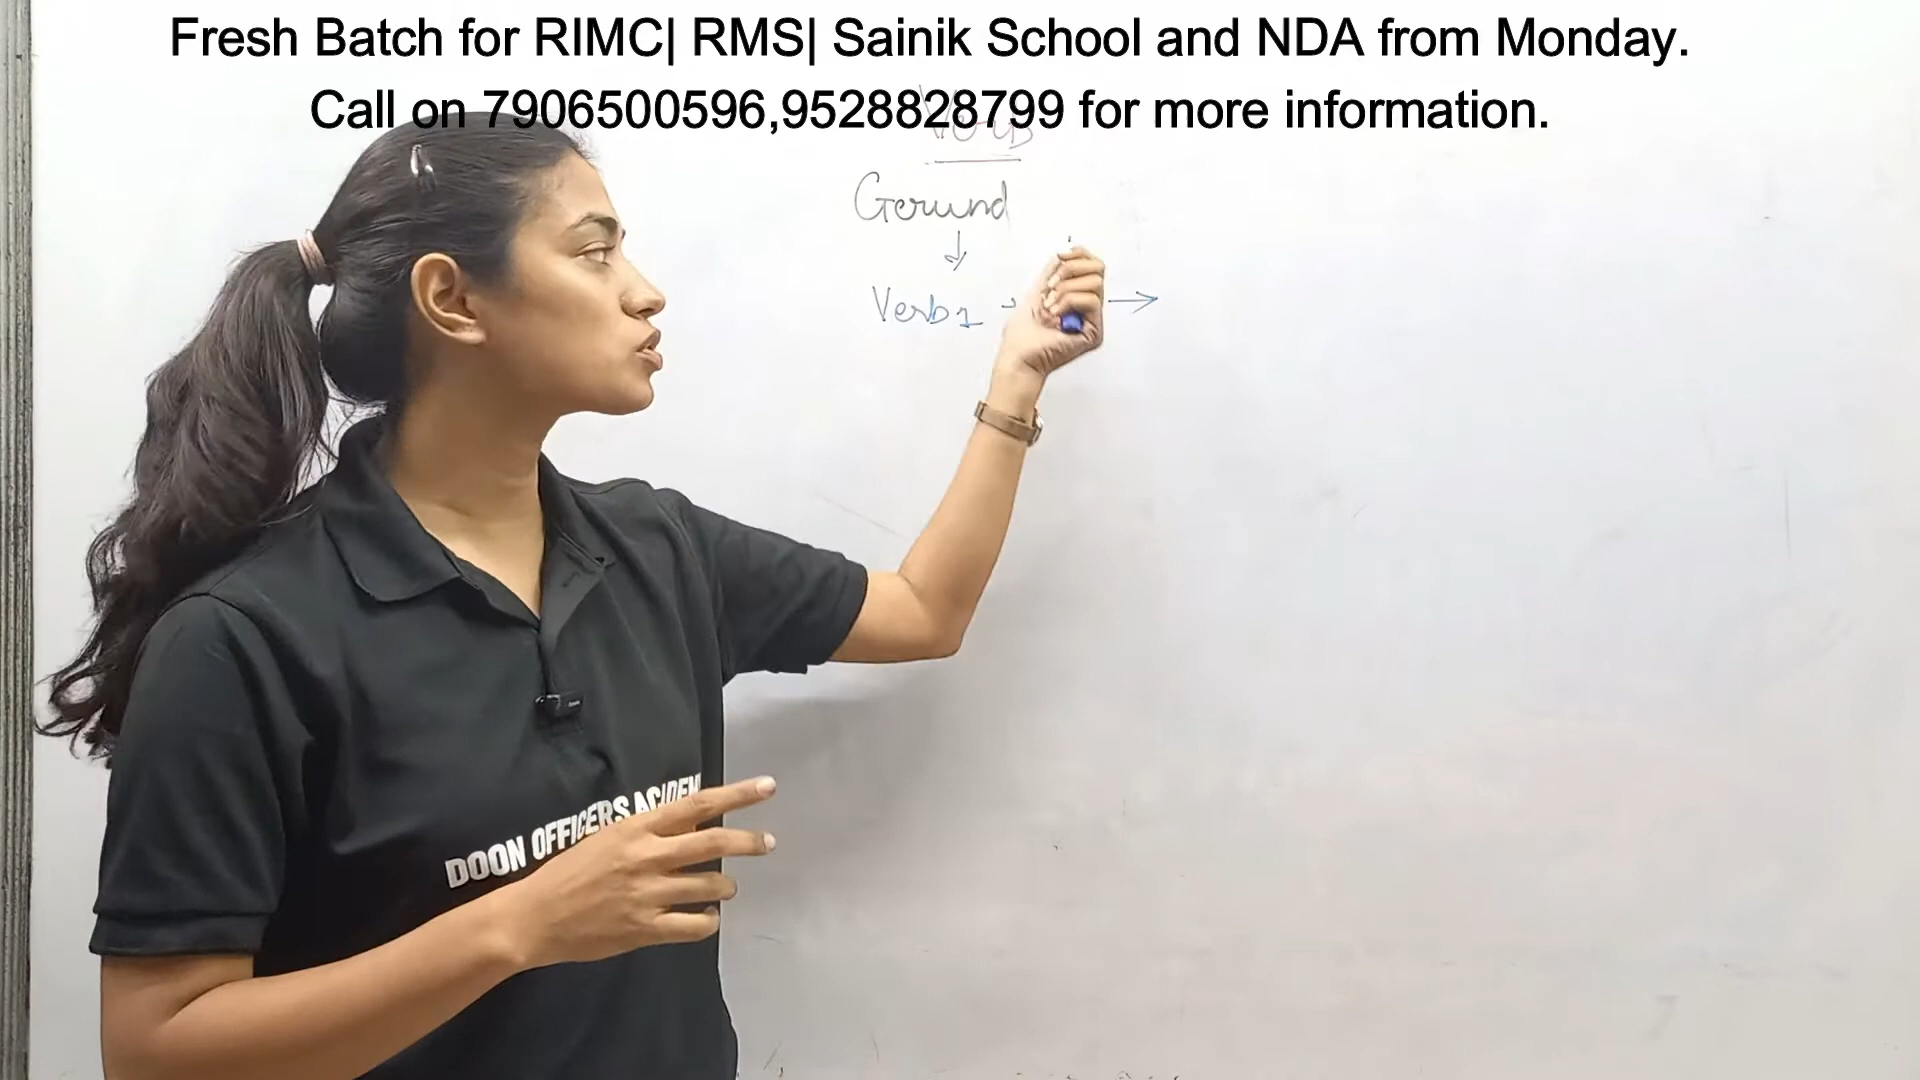 Fresh Batch for RIMC| RMS| Sainik School and NDA from Monday.
Call on 7906500596,9528828799 for more information.
Gerund
↓
Verb1 →
DOON OFFICERS ACADEM